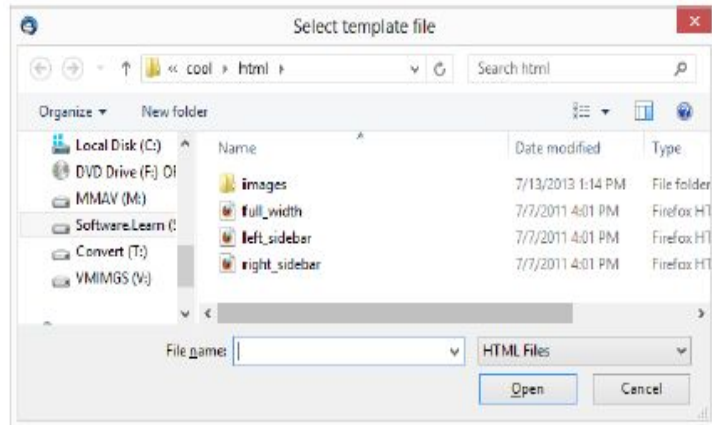 Select template file
« cool › html ›
Search html
Organize
New folder
Local Disk (C:)
DVD Drive (F:) OF
MMAV (M:)
Software.Learn (S
Convert (T:)
VMIMGS (V:)
Name Date modified Type
images 7/13/2013 1:14 PM File folder
full_width 7/7/2011 4:01 PM Firefox HT
left_sidebar 7/7/2011 4:01 PM Firefox HT
right_sidebar 7/7/2011 4:01 PM Firefox HT
File name:
HTML Files
Open Cancel